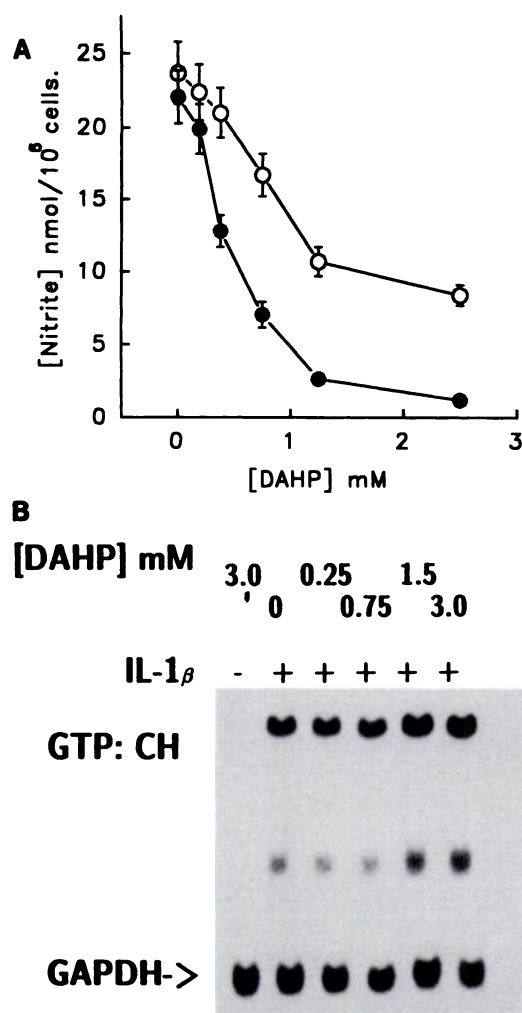 A
25
20
15
10
5
0
[Nitrite] nmol/10⁶ cells.
0 1 2 3
[DAHP] mM
B
[DAHP] mM 3.0 0.25 1.5
0 0.75 3.0
IL-1β - + + + + +
GTP: CH
GAPDH->